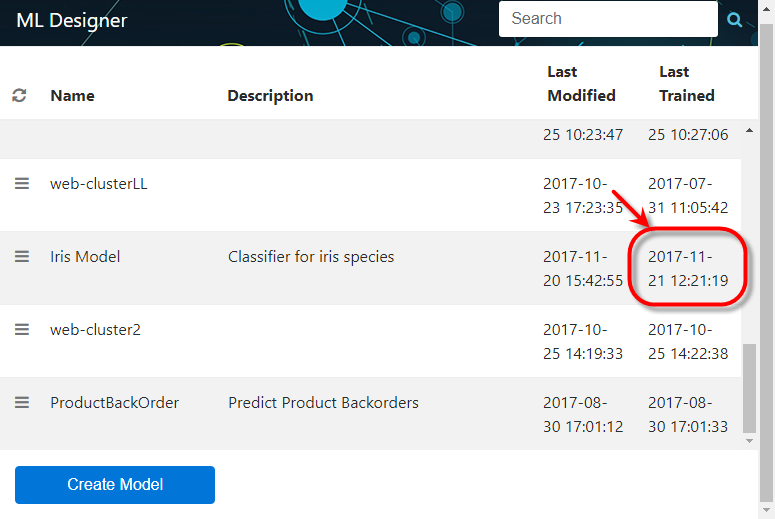 ML Designer
Search
Name Description Last Modified Last Trained
25 10:23:47 25 10:27:06
web-clusterLL 2017-10- 2017-07-
23 17:23:35 31 11:05:42
Iris Model Classifier for iris species 2017-11- 2017-11-
20 15:42:55 21 12:21:19
web-cluster2 2017-10- 2017-10-
25 14:19:33 25 14:22:38
ProductBackOrder Predict Product Backorders 2017-08- 2017-08-
30 17:01:12 30 17:01:33
Create Model